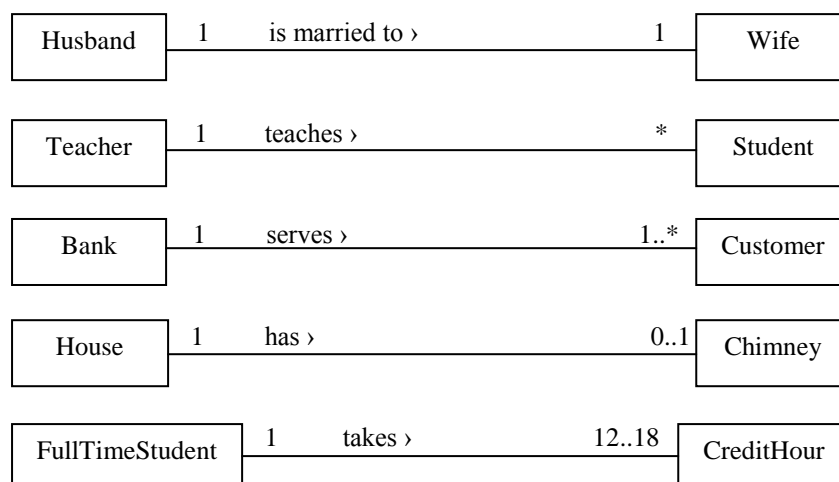 Husband 1 is married to › 1 Wife
Teacher 1 teaches › * Student
Bank 1 serves › 1..* Customer
House 1 has › 0..1 Chimney
FullTimeStudent 1 takes › 12..18 CreditHour